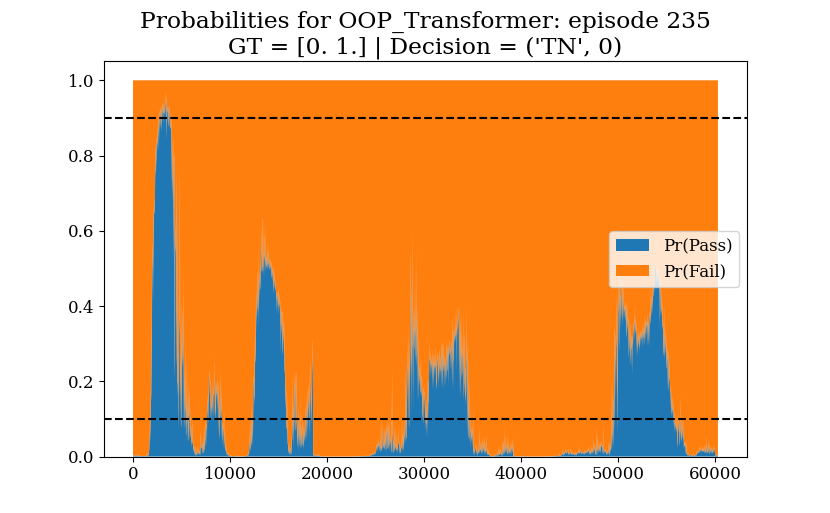 Probabilities for OOP_Transformer: episode 235
GT = [0. 1.] | Decision = ('TN', 0)
1.0
0.8
0.6
0.4
0.2
0.0
Pr(Pass)
Pr(Fail)
0 10000 20000 30000 40000 50000 60000